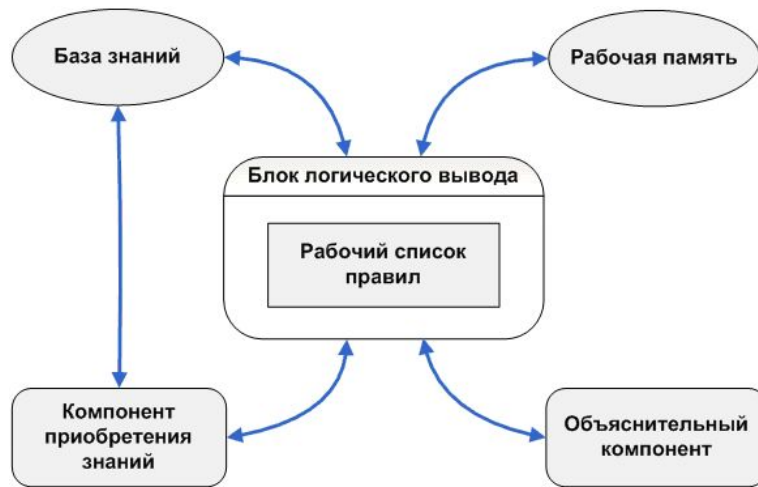 База знаний
Рабочая память
Блок логического вывода
Рабочий список
правил
Компонент
приобретения
знаний
Объяснительный
компонент